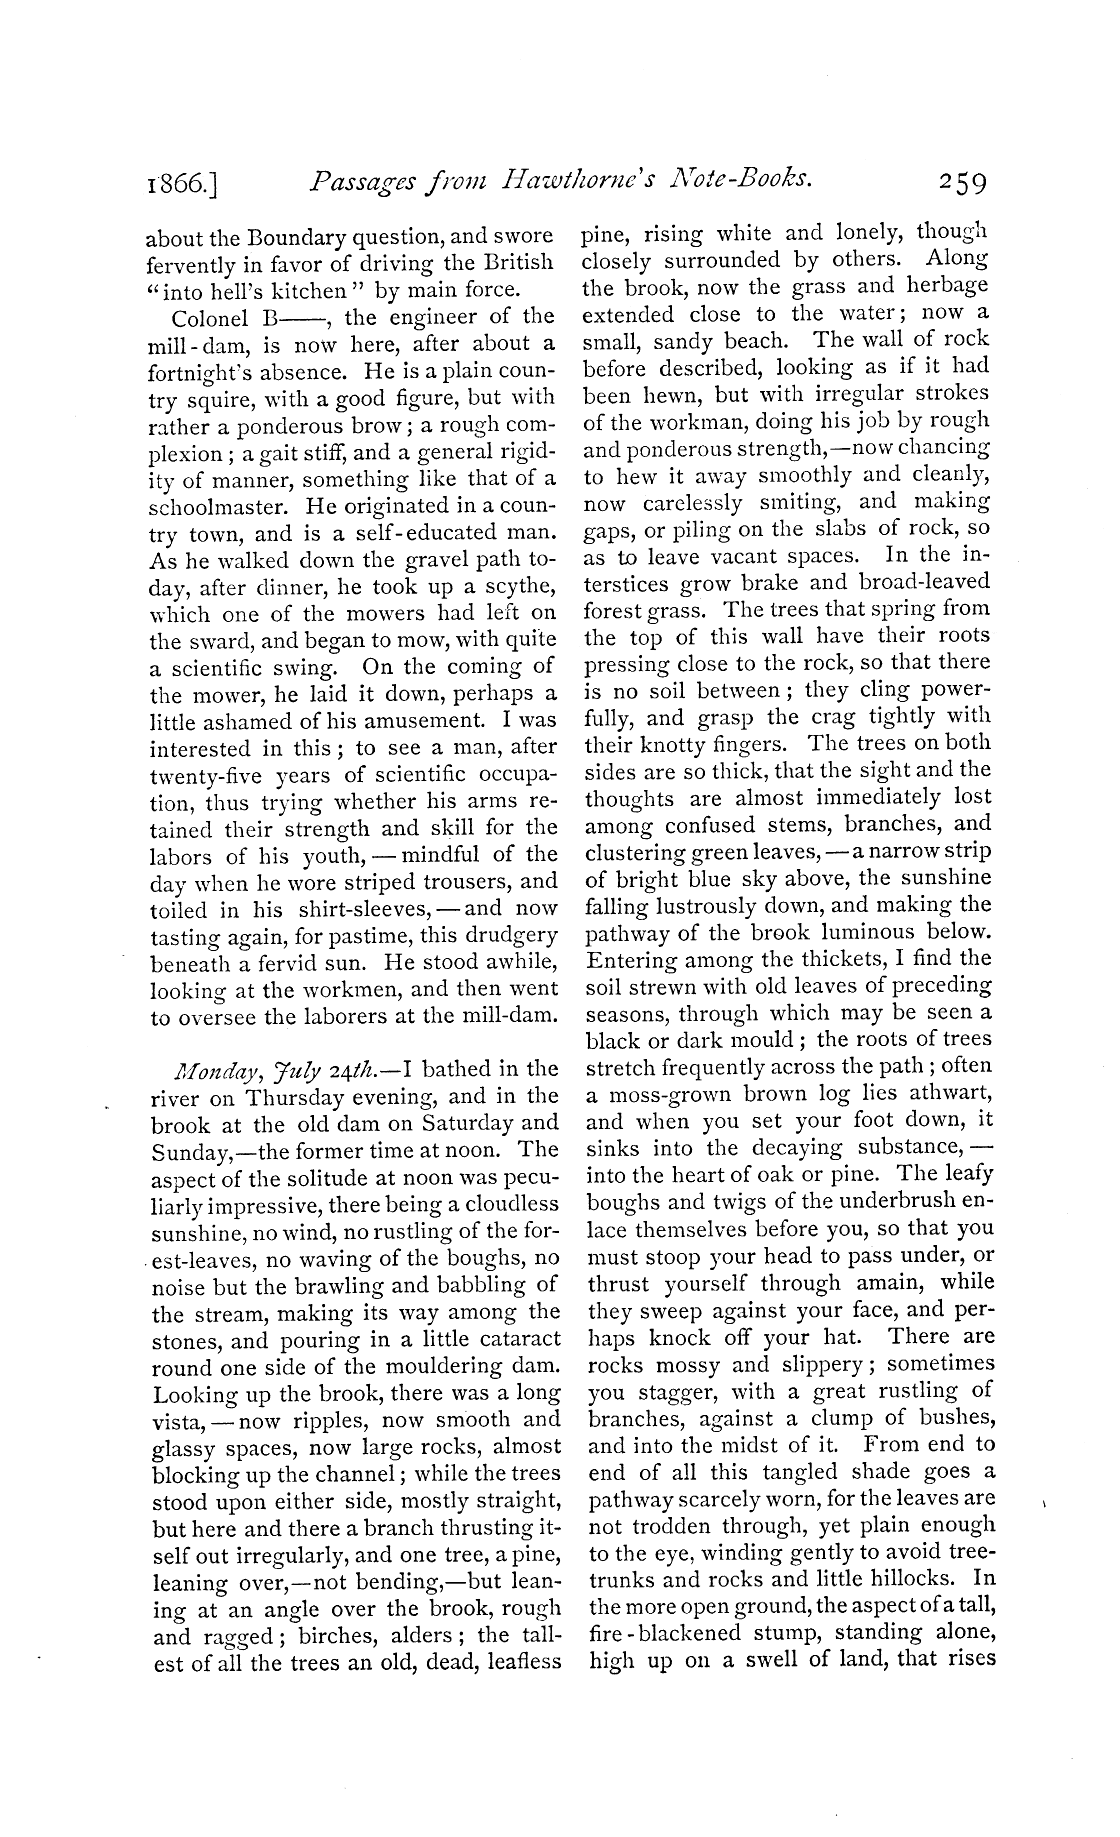 1866.] Passages from Hawthorne's Note-Books. 259
about the Boundary question, and swore
fervently in favor of driving the British
“into hell's kitchen” by main force.
Colonel B——, the engineer of the
mill-dam, is now here, after about a
fortnight's absence. He is a plain coun-
try squire, with a good figure, but with
rather a ponderous brow; a rough com-
plexion; a gait stiff, and a general rigid-
ity of manner, something like that of a
schoolmaster. He originated in a coun-
try town, and is a self-educated man.
As he walked down the gravel path to-
day, after dinner, he took up a scythe,
which one of the mowers had left on
the sward, and began to mow, with quite
a scientific swing. On the coming of
the mower, he laid it down, perhaps a
little ashamed of his amusement. I was
interested in this; to see a man, after
twenty-five years of scientific occupa-
tion, thus trying whether his arms re-
tained their strength and skill for the
labors of his youth,—mindful of the
day when he wore striped trousers, and
toiled in his shirt-sleeves,—and now
tasting again, for pastime, this drudgery
beneath a fervid sun. He stood awhile,
looking at the workmen, and then went
to oversee the laborers at the mill-dam.
Monday, July 24th.—I bathed in the
river on Thursday evening, and in the
brook at the old dam on Saturday and
Sunday,—the former time at noon. The
aspect of the solitude at noon was pecu-
liarly impressive, there being a cloudless
sunshine, no wind, no rustling of the for-
est-leaves, no waving of the boughs, no
noise but the brawling and babbling of
the stream, making its way among the
stones, and pouring in a little cataract
round one side of the mouldering dam.
Looking up the brook, there was a long
vista,—now ripples, now smooth and
glassy spaces, now large rocks, almost
blocking up the channel; while the trees
stood upon either side, mostly straight,
but here and there a branch thrusting it-
self out irregularly, and one tree, a pine,
leaning over,—not bending,—but lean-
ing at an angle over the brook, rough
and ragged; birches, alders; the tall-
est of all the trees an old, dead, leafless
pine, rising white and lonely, though
closely surrounded by others. Along
the brook, now the grass and herbage
extended close to the water; now a
small, sandy beach. The wall of rock
before described, looking as if it had
been hewn, but with irregular strokes
of the workman, doing his job by rough
and ponderous strength,—now chancing
to hew it away smoothly and cleanly,
now carelessly smiting, and making
gaps, or piling on the slabs of rock, so
as to leave vacant spaces. In the in-
terstices grow brake and broad-leaved
forest grass. The trees that spring from
the top of this wall have their roots
pressing close to the rock, so that there
is no soil between; they cling power-
fully, and grasp the crag tightly with
their knotty fingers. The trees on both
sides are so thick, that the sight and the
thoughts are almost immediately lost
among confused stems, branches, and
clustering green leaves,—a narrow strip
of bright blue sky above, the sunshine
falling lustrously down, and making the
pathway of the brook luminous below.
Entering among the thickets, I find the
soil strewn with old leaves of preceding
seasons, through which may be seen a
black or dark mould; the roots of trees
stretch frequently across the path; often
a moss-grown brown log lies athwart,
and when you set your foot down, it
sinks into the decaying substance,—
into the heart of oak or pine. The leafy
boughs and twigs of the underbrush en-
lace themselves before you, so that you
must stoop your head to pass under, or
thrust yourself through amain, while
they sweep against your face, and per-
haps knock off your hat. There are
rocks mossy and slippery; sometimes
you stagger, with a great rustling of
branches, against a clump of bushes,
and into the midst of it. From end to
end of all this tangled shade goes a
pathway scarcely worn, for the leaves are
not trodden through, yet plain enough
to the eye, winding gently to avoid tree-
trunks and rocks and little hillocks. In
the more open ground, the aspect of a tall,
fire-blackened stump, standing alone,
high up on a swell of land, that rises